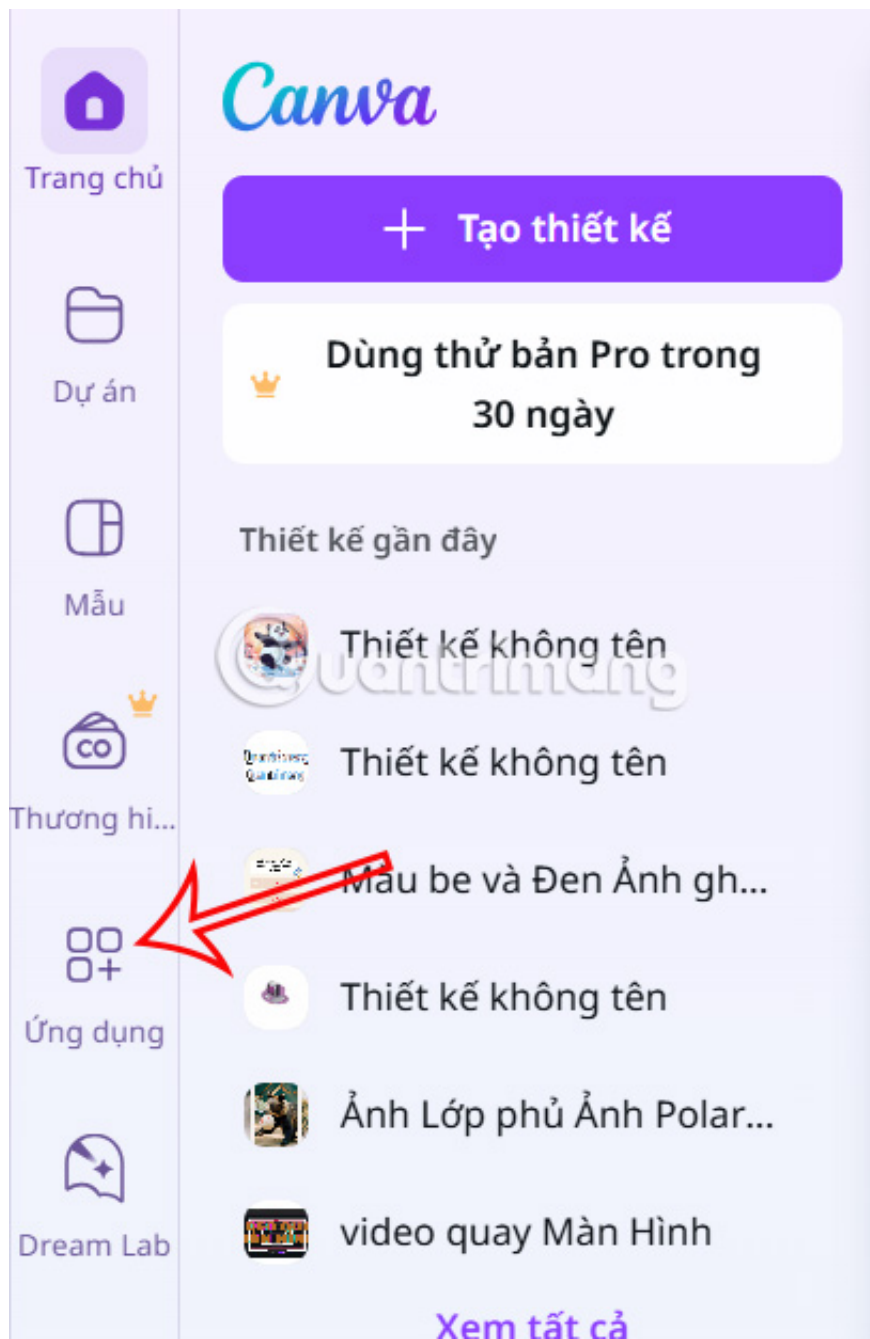 Canva
Trang chủ
Tạo thiết kế
Dùng thử bản Pro trong
30 ngày
Dự án
Thiết kế gần đây
Mẫu
Thiết kế không tên
Quantrimang
Thiết kế không tên
CO
Thương hi...
Màu be và Đen Ảnh gh...
Thiết kế không tên
Ứng dụng
Ảnh Lớp phủ Ảnh Polar...
video quay Màn Hình
Dream Lab
Xem tất cả